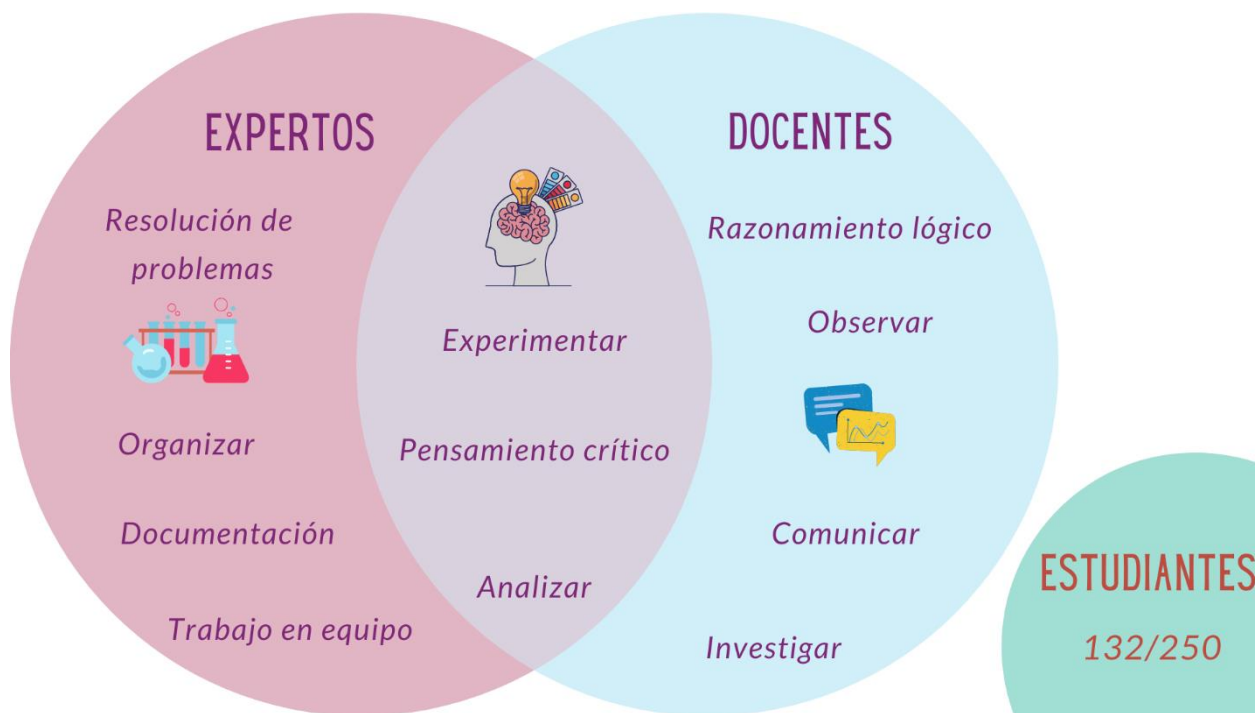 EXPERTOS
Resolución de
problemas
Organizar
Documentación
Trabajo en equipo
Experimentar
Pensamiento crítico
Analizar
DOCENTES
Razonamiento lógico
Observar
Comunicar
Investigar
ESTUDIANTES
132/250